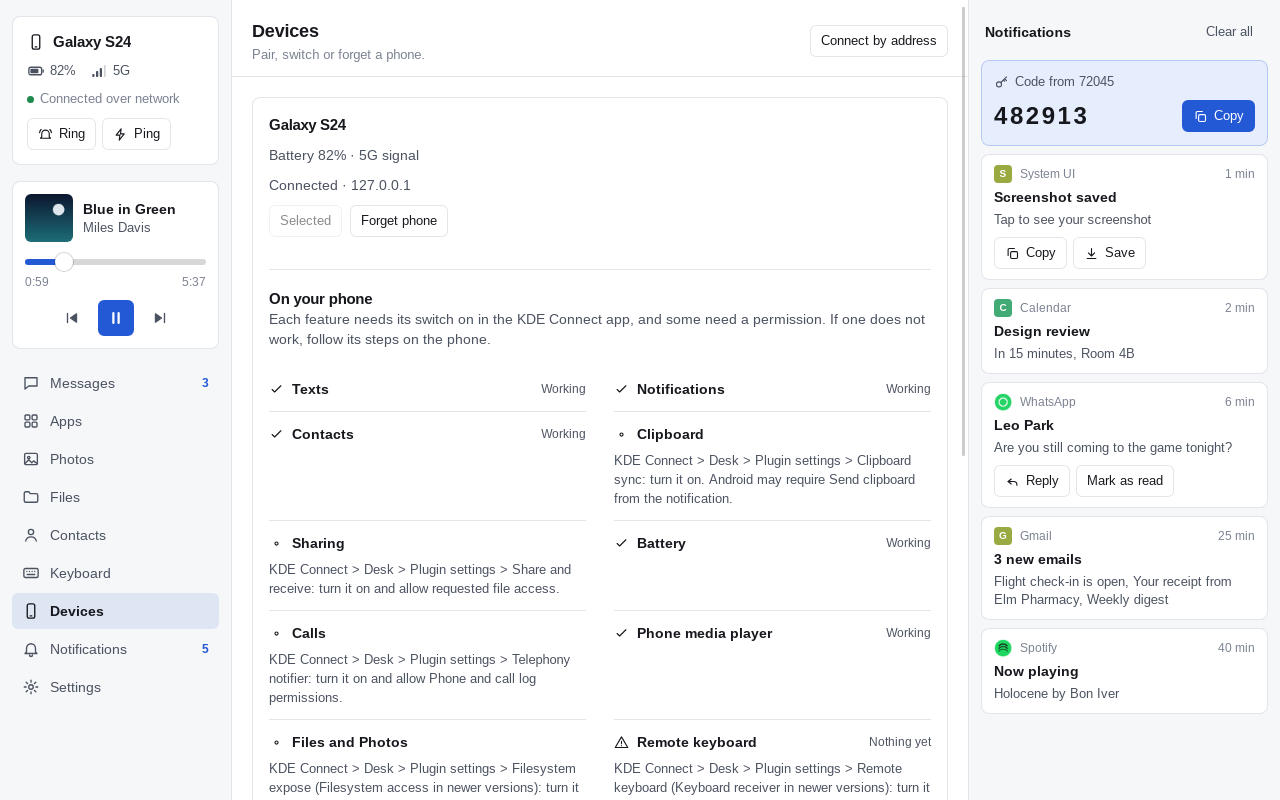 Galaxy S24
82%
5G
Connected over network
Ring
Ping
Blue in Green
Miles Davis
0:59
5:37
Messages
3
Apps
Photos
Files
Contacts
Keyboard
Devices
Notifications
5
Settings
Devices
Pair, switch or forget a phone.
Connect by address
Galaxy S24
Battery 82% · 5G signal
Connected · 127.0.0.1
Selected
Forget phone
On your phone
Each feature needs its switch on in the KDE Connect app, and some need a permission. If one does not
work, follow its steps on the phone.
Texts
Working
Notifications
Working
Contacts
Working
Clipboard
KDE Connect > Desk > Plugin settings > Clipboard
sync: turn it on. Android may require Send clipboard
from the notification.
Sharing
KDE Connect > Desk > Plugin settings > Share and
receive: turn it on and allow requested file access.
Battery
Working
Calls
KDE Connect > Desk > Plugin settings > Telephony
notifier: turn it on and allow Phone and call log
permissions.
Phone media player
Working
Files and Photos
KDE Connect > Desk > Plugin settings > Filesystem
expose (Filesystem access in newer versions): turn it
Remote keyboard
Nothing yet
KDE Connect > Desk > Plugin settings > Remote
keyboard (Keyboard receiver in newer versions): turn it
Notifications
Clear all
Code from 72045
482913
Copy
S
System UI
1 min
Screenshot saved
Tap to see your screenshot
Copy
Save
C
Calendar
2 min
Design review
In 15 minutes, Room 4B
WhatsApp
6 min
Leo Park
Are you still coming to the game tonight?
Reply
Mark as read
G
Gmail
25 min
3 new emails
Flight check-in is open, Your receipt from
Elm Pharmacy, Weekly digest
Spotify
40 min
Now playing
Holocene by Bon Iver